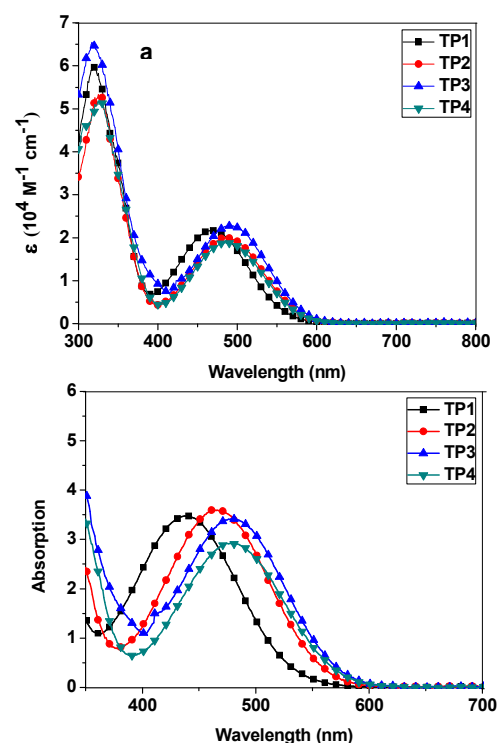 a
TP1
TP2
TP3
TP4
ε (10⁴ M⁻¹ cm⁻¹)
7
6
5
4
3
2
1
0
300 400 500 600 700 800
Wavelength (nm)
TP1
TP2
TP3
TP4
Absorption
6
5
4
3
2
1
0
400 500 600 700
Wavelength (nm)